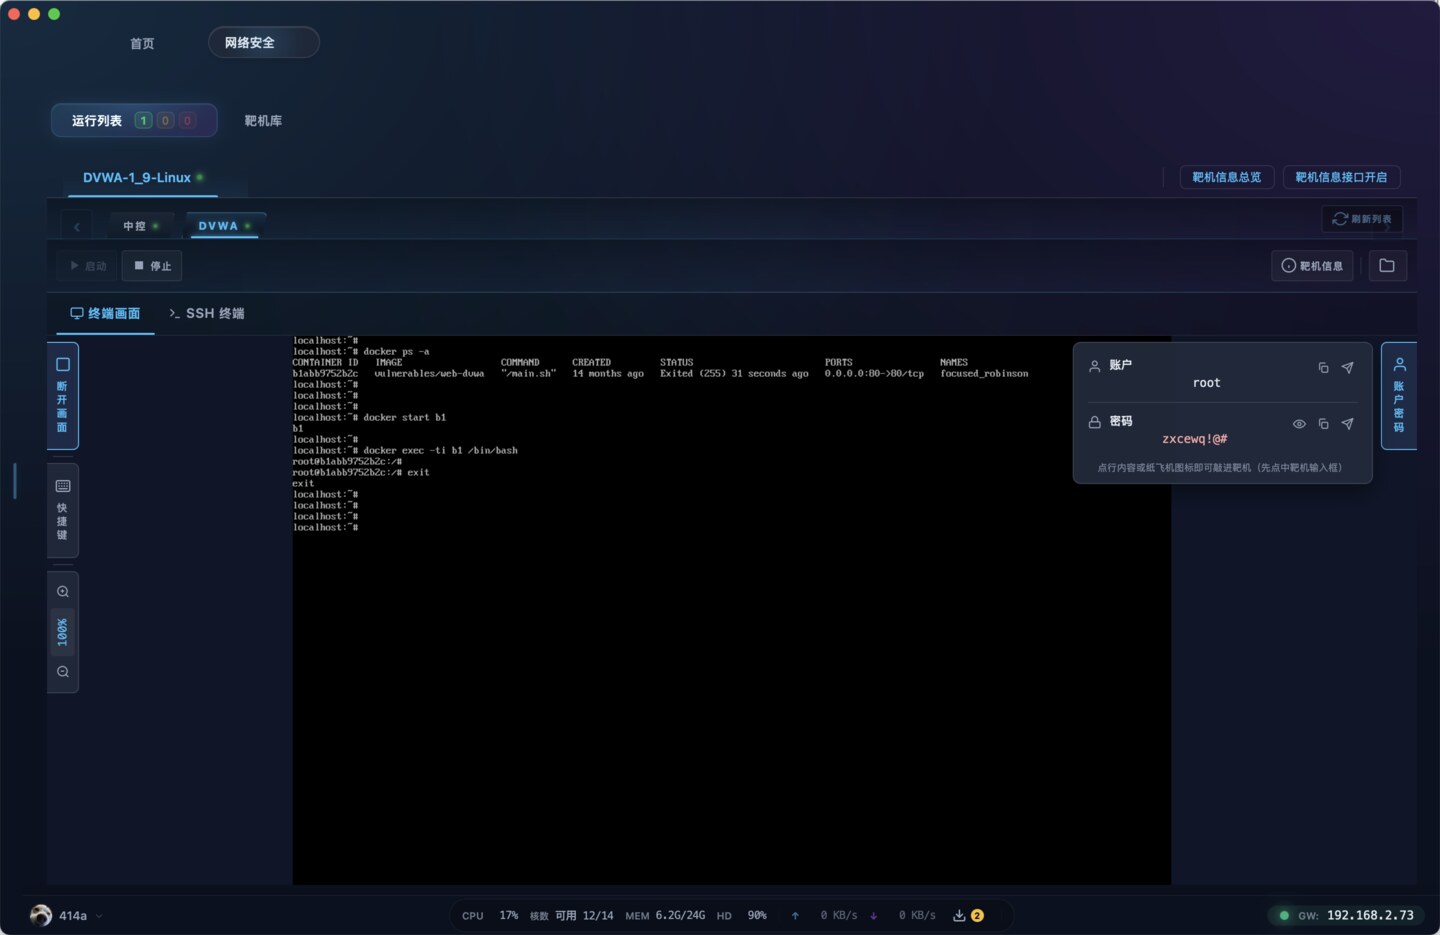 首页
网络安全
运行列表 1 0 0
靶机库
DVWA-1_9-Linux
靶机信息总览
靶机信息接口开启
中控
DVWA
刷新列表
启动
停止
靶机信息
终端画面
>_ SSH 终端
断开画面
快捷键
100%
localhost:~#
localhost:~# docker ps -a
CONTAINER ID IMAGE COMMAND CREATED STATUS PORTS NAMES
b1abb9752b2c vulnerables/web-dvwa "/main.sh" 14 months ago Exited (255) 31 seconds ago 0.0.0.0:80->80/tcp focused_robinson
localhost:~#
localhost:~#
localhost:~#
localhost:~# docker start b1
b1
localhost:~#
localhost:~# docker exec -ti b1 /bin/bash
root@b1abb9752b2c:/#
root@b1abb9752b2c:/# exit
exit
localhost:~#
localhost:~#
localhost:~#
localhost:~#
账户
root
密码
zxcewq!@#
点行内容或纸飞机图标即可敲进靶机（先点中靶机输入框）
账户密码
414a
CPU 17% 核数 可用 12/14 MEM 6.2G/24G HD 90% ↑ 0 KB/s ↓ 0 KB/s 2
GW: 192.168.2.73